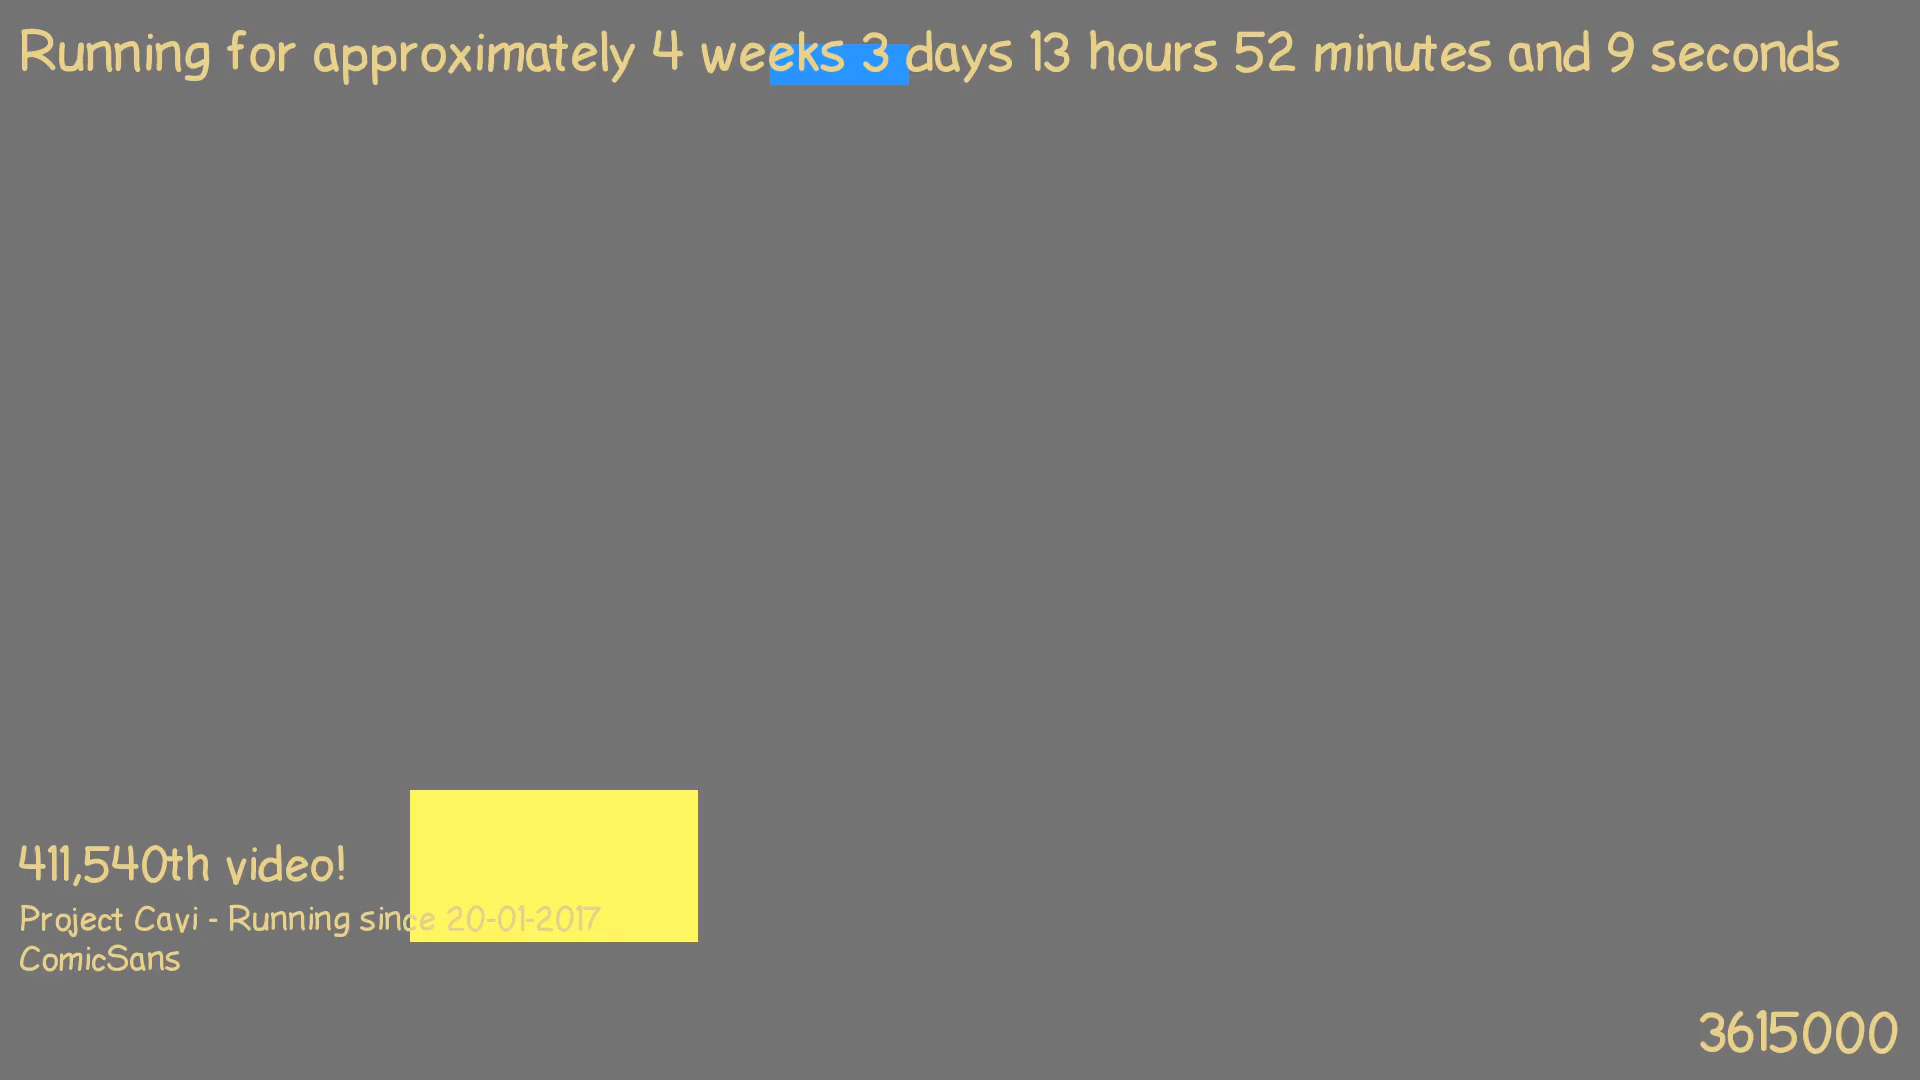 Running for approximately 4 weeks 3 days 13 hours 52 minutes and 9 seconds
411,540th video!
Project Cavi - Running since 20-01-2017
ComicSans
3615000